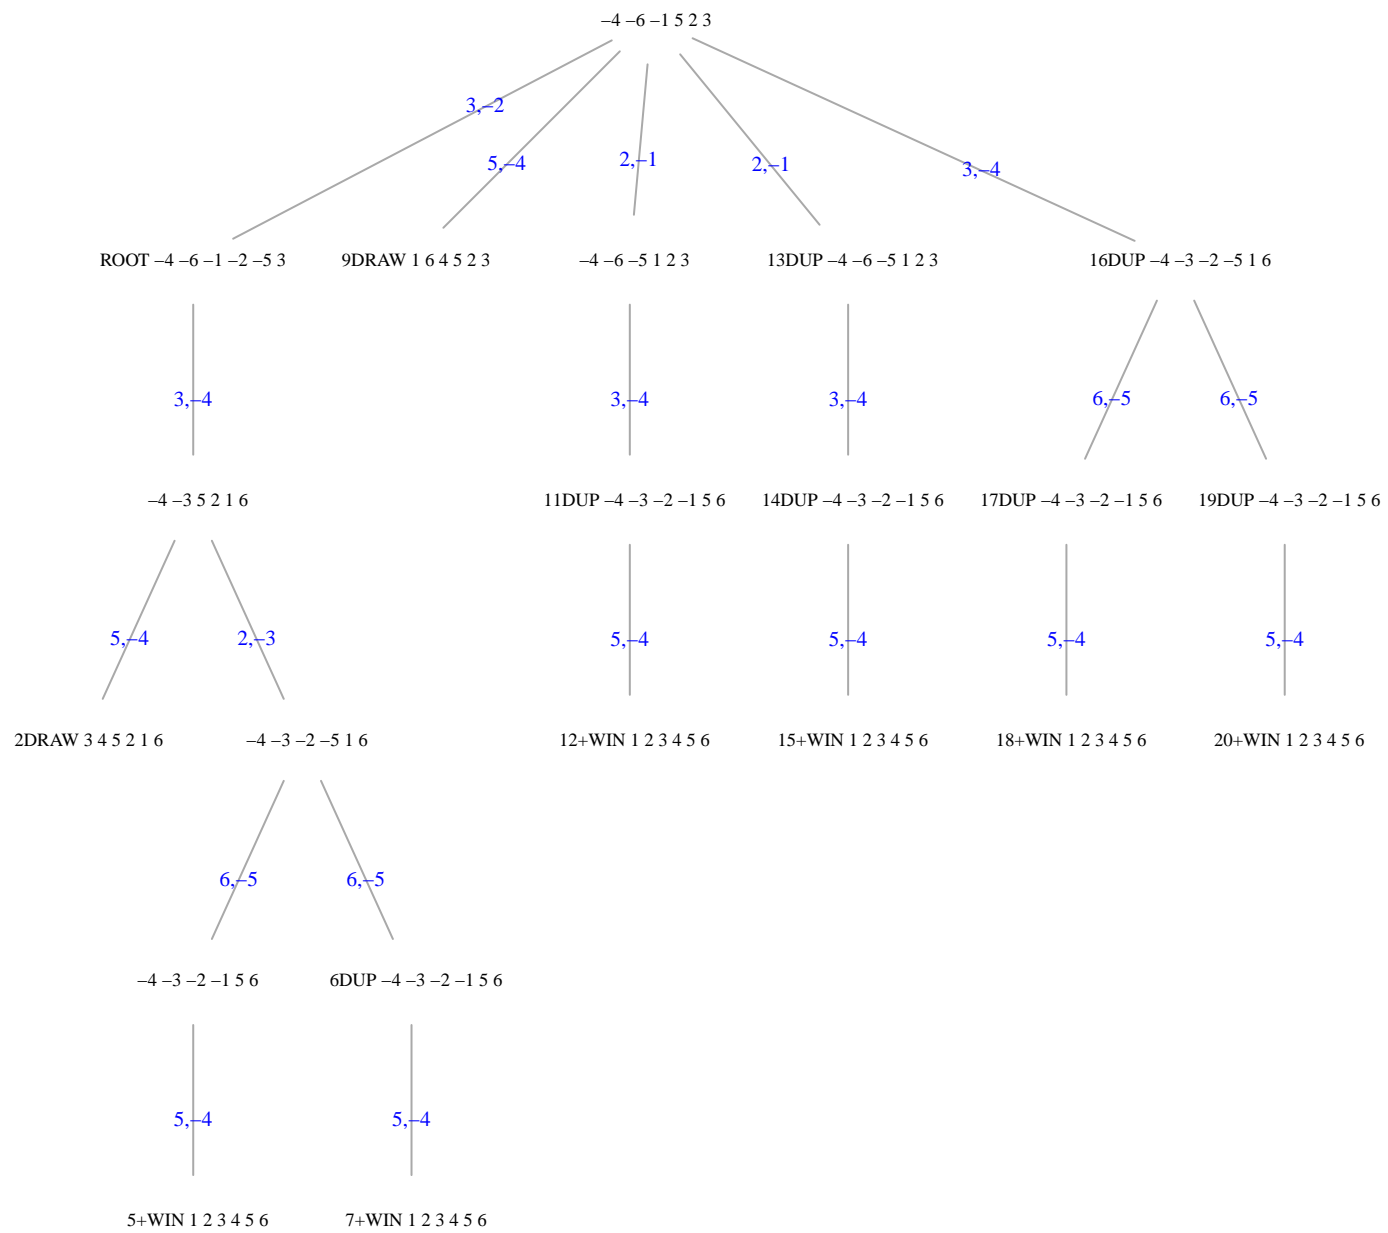 –4 –6 –1 5 2 3
3,–2
5,–4
2,–1
2,–1
3,–4
ROOT –4 –6 –1 –2 –5 3
9DRAW 1 6 4 5 2 3
–4 –6 –5 1 2 3
13DUP –4 –6 –5 1 2 3
16DUP –4 –3 –2 –5 1 6
3,–4
3,–4
3,–4
6,–5
6,–5
–4 –3 5 2 1 6
11DUP –4 –3 –2 –1 5 6
14DUP –4 –3 –2 –1 5 6
17DUP –4 –3 –2 –1 5 6
19DUP –4 –3 –2 –1 5 6
5,–4
2,–3
5,–4
5,–4
5,–4
5,–4
2DRAW 3 4 5 2 1 6
–4 –3 –2 –5 1 6
12+WIN 1 2 3 4 5 6
15+WIN 1 2 3 4 5 6
18+WIN 1 2 3 4 5 6
20+WIN 1 2 3 4 5 6
6,–5
6,–5
–4 –3 –2 –1 5 6
6DUP –4 –3 –2 –1 5 6
5,–4
5,–4
5+WIN 1 2 3 4 5 6
7+WIN 1 2 3 4 5 6